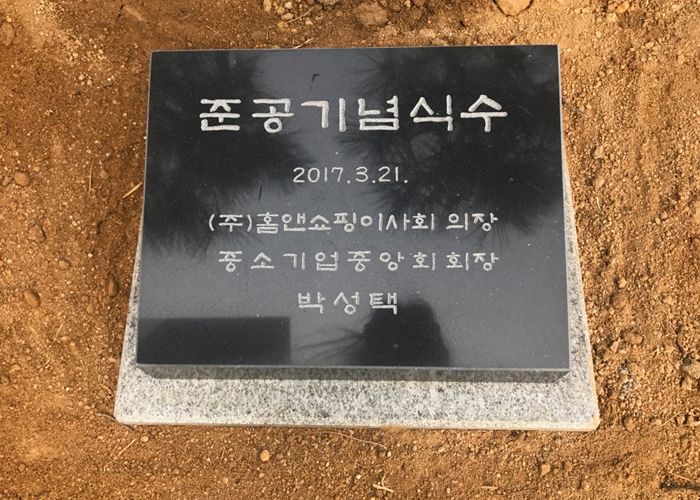 준공기념식수
2017.3.21.
(주)홈앤쇼핑이사회 의장
중소기업중앙회회장
박성택